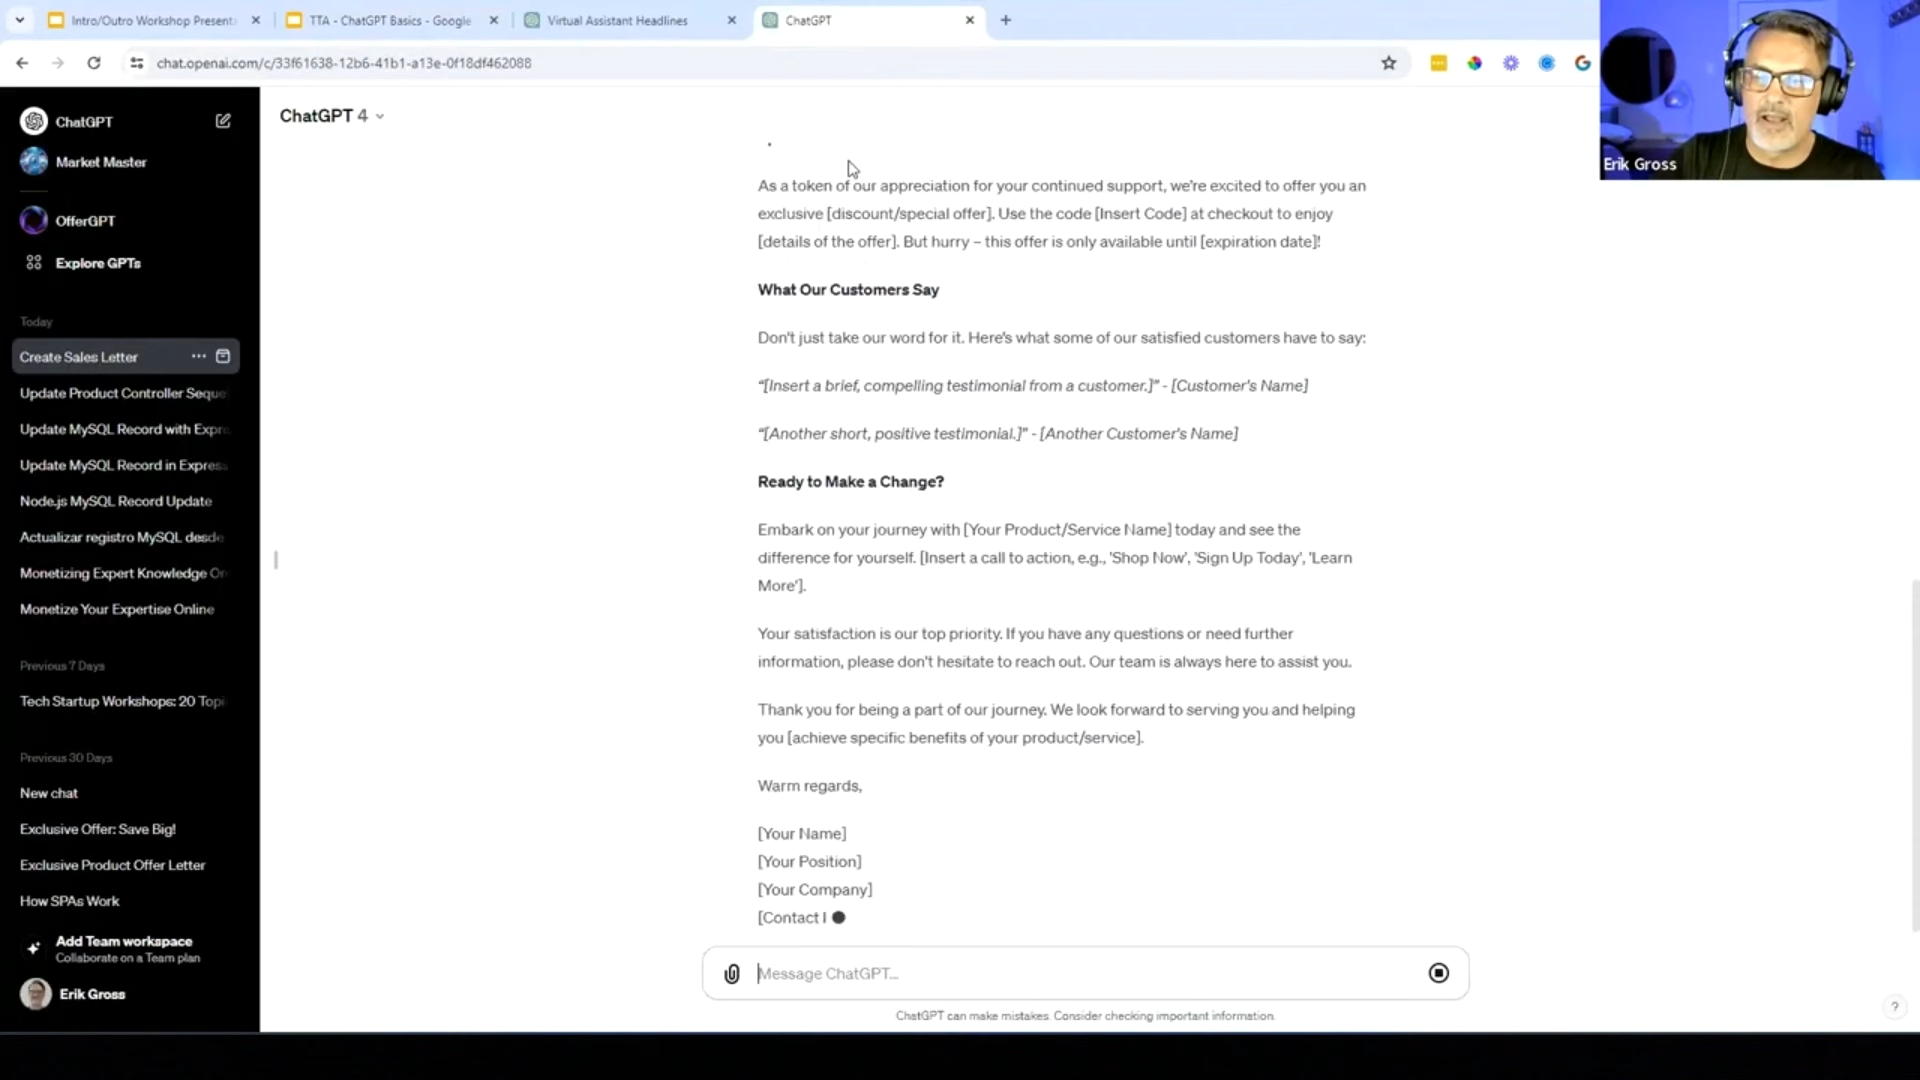 Intro/Outro Workshop Present
TTA - ChatGPT Basics - Google
Virtual Assistant Headlines
ChatGPT
chat.openai.com/c/33f61638-12b6-41b1-a13e-0f18df462088
Erik Gross
ChatGPT
Market Master
OfferGPT
Explore GPTs
Today
Create Sales Letter
Update Product Controller Seque
Update MySQL Record with Expre
Update MySQL Record in Express
Node.js MySQL Record Update
Actualizar registro MySQL desde
Monetizing Expert Knowledge On
Monetize Your Expertise Online
Previous 7 Days
Tech Startup Workshops: 20 Topi
Previous 30 Days
New chat
Exclusive Offer: Save Big!
Exclusive Product Offer Letter
How SPAs Work
Add Team workspace
Collaborate on a Team plan
Erik Gross
ChatGPT 4
.
As a token of our appreciation for your continued support, we're excited to offer you an
exclusive [discount/special offer]. Use the code [Insert Code] at checkout to enjoy
[details of the offer]. But hurry – this offer is only available until [expiration date]!
What Our Customers Say
Don't just take our word for it. Here's what some of our satisfied customers have to say:
“[Insert a brief, compelling testimonial from a customer.]” - [Customer's Name]
“[Another short, positive testimonial.]” - [Another Customer's Name]
Ready to Make a Change?
Embark on your journey with [Your Product/Service Name] today and see the
difference for yourself. [Insert a call to action, e.g., 'Shop Now', 'Sign Up Today', 'Learn
More'].
Your satisfaction is our top priority. If you have any questions or need further
information, please don't hesitate to reach out. Our team is always here to assist you.
Thank you for being a part of our journey. We look forward to serving you and helping
you [achieve specific benefits of your product/service].
Warm regards,
[Your Name]
[Your Position]
[Your Company]
[Contact I
Message ChatGPT...
ChatGPT can make mistakes. Consider checking important information.
?